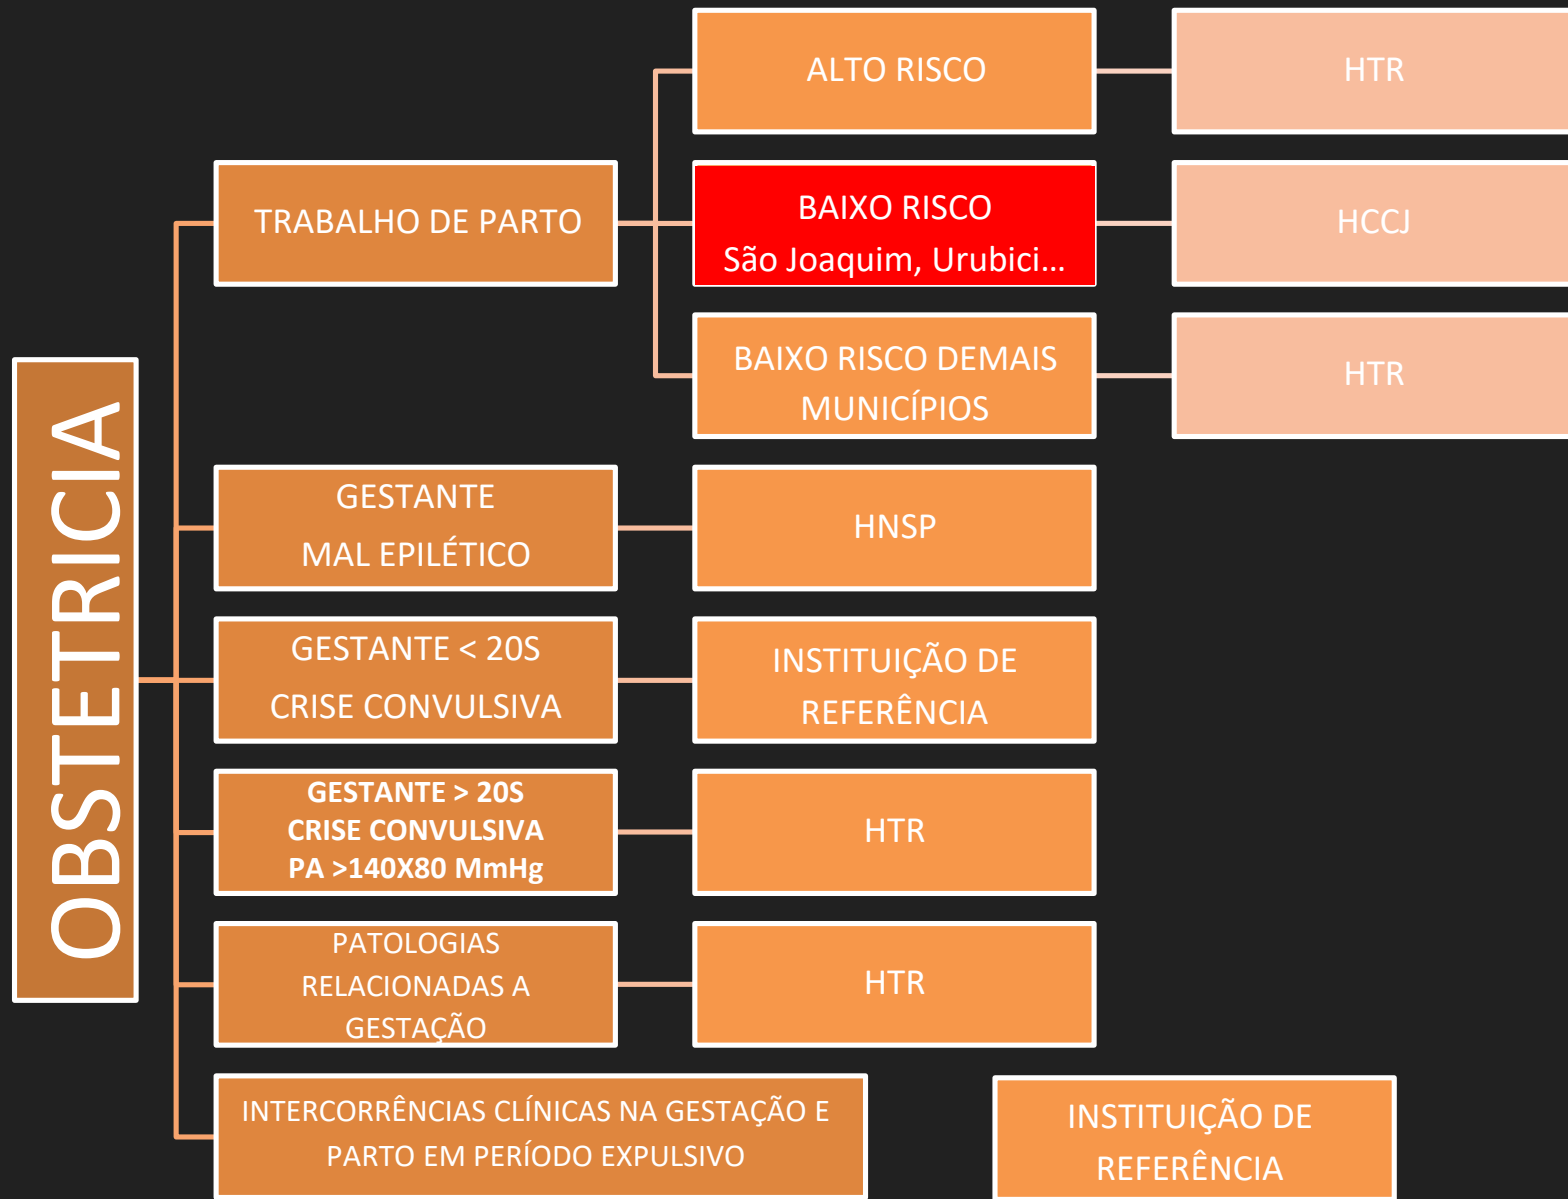 OBSTETRICIA
TRABALHO DE PARTO
ALTO RISCO
HTR
BAIXO RISCO
São Joaquim, Urubici...
HCCJ
BAIXO RISCO DEMAIS
MUNICÍPIOS
HTR
GESTANTE
MAL EPILÉTICO
HNSP
GESTANTE < 20S
CRISE CONVULSIVA
INSTITUIÇÃO DE
REFERÊNCIA
GESTANTE > 20S
CRISE CONVULSIVA
PA >140X80 MmHg
HTR
PATOLOGIAS
RELACIONADAS A
GESTAÇÃO
HTR
INTERCORRÊNCIAS CLÍNICAS NA GESTAÇÃO E
PARTO EM PERÍODO EXPULSIVO
INSTITUIÇÃO DE
REFERÊNCIA